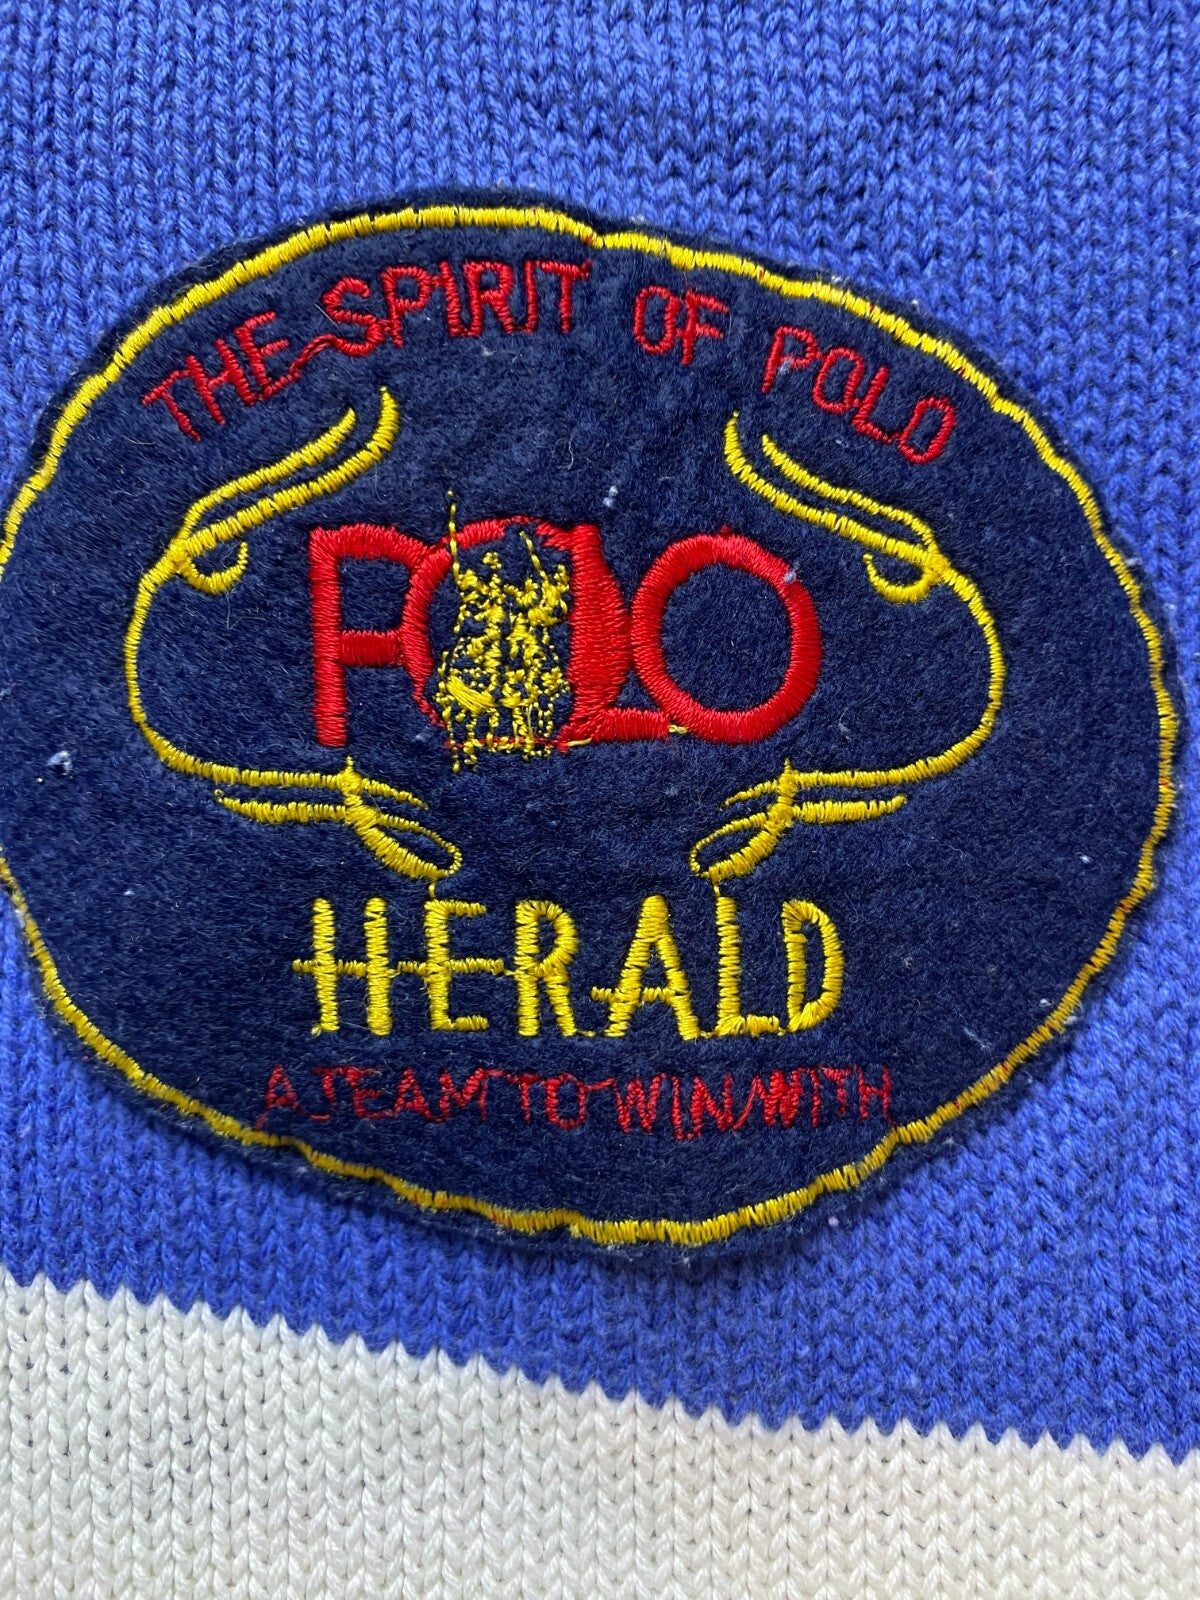 THE SPIRIT OF POLO
POLO
HERALD
A TEAM TO WIN WITH